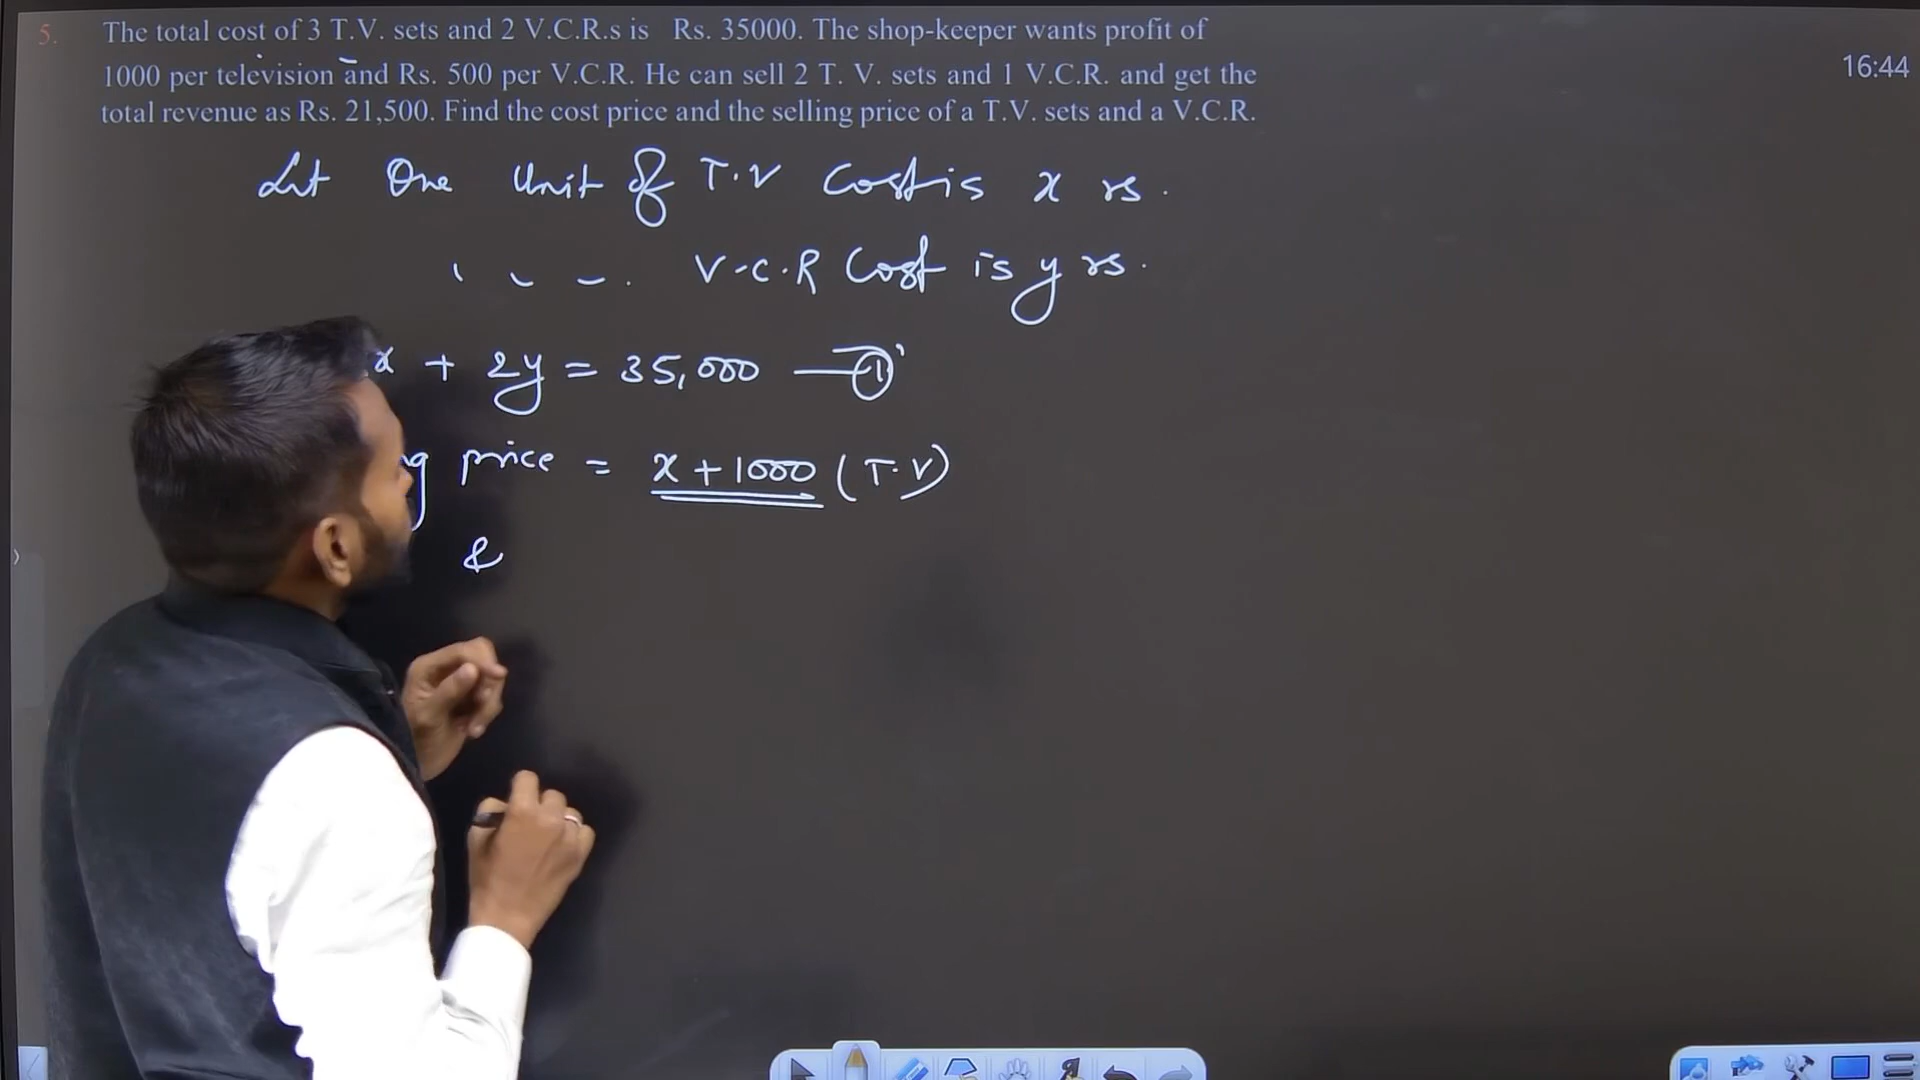 5. The total cost of 3 T.V. sets and 2 V.C.R.s is Rs. 35000. The shop-keeper wants profit of
16:44
1000 per television and Rs. 500 per V.C.R. He can sell 2 T. V. sets and 1 V.C.R. and get the
total revenue as Rs. 21,500. Find the cost price and the selling price of a T.V. sets and a V.C.R.
Let One Unit of T.V Cost is x rs.
V.C.R Cost is y rs.
x + 2y = 35,000 — 1
g price = x + 1000 (T.V)
&